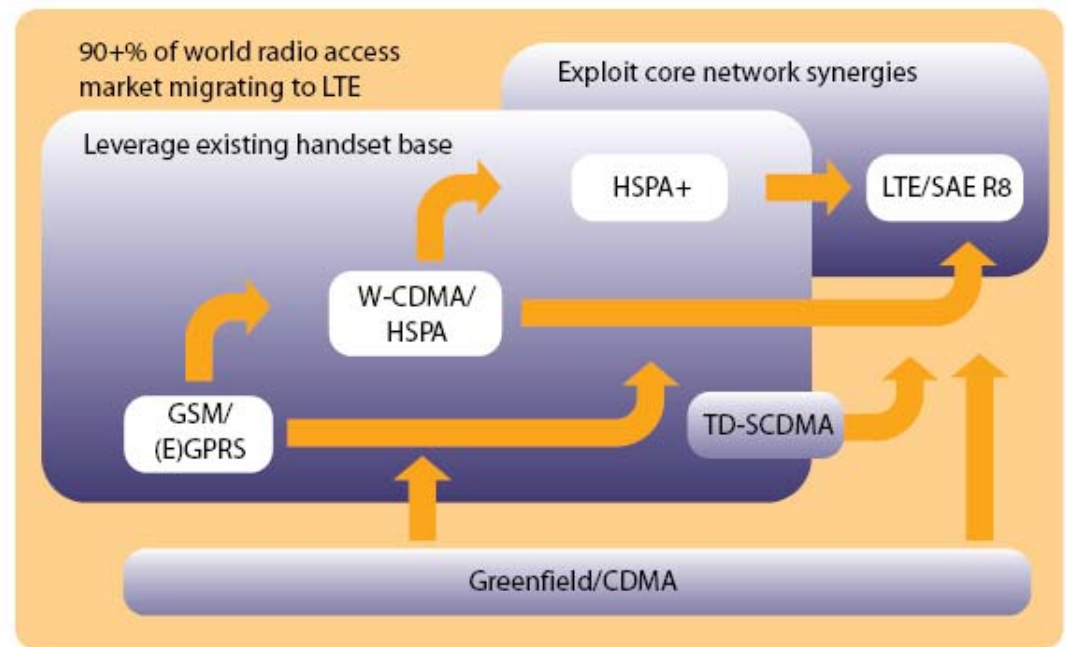 90+% of world radio access
market migrating to LTE
Exploit core network synergies
Leverage existing handset base
HSPA+
LTE/SAE R8
W-CDMA/
HSPA
GSM/
(E)GPRS
TD-SCDMA
Greenfield/CDMA